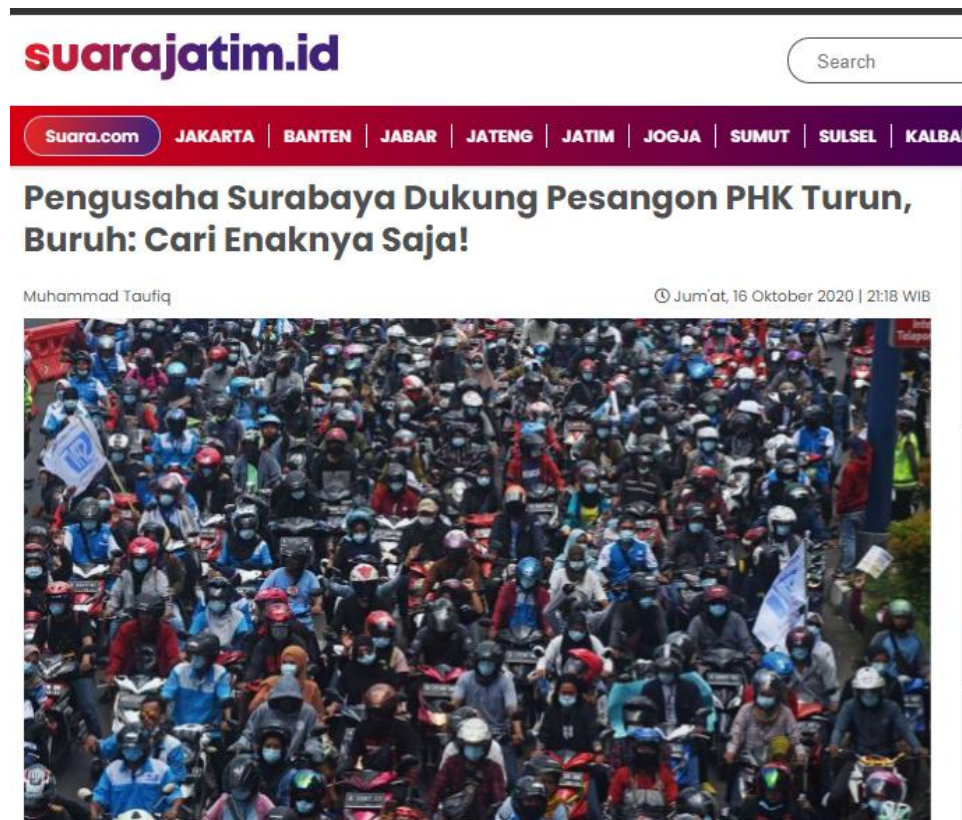 suarajatim.id
Search
Suara.com JAKARTA BANTEN JABAR JATENG JATIM JOGJA SUMUT SULSEL
Pengusaha Surabaya Dukung Pesangon PHK Turun,
Buruh: Cari Enaknya Saja!
Muhammad Taufiq
Jum'at, 16 Oktober 2020 | 21:18 WIB